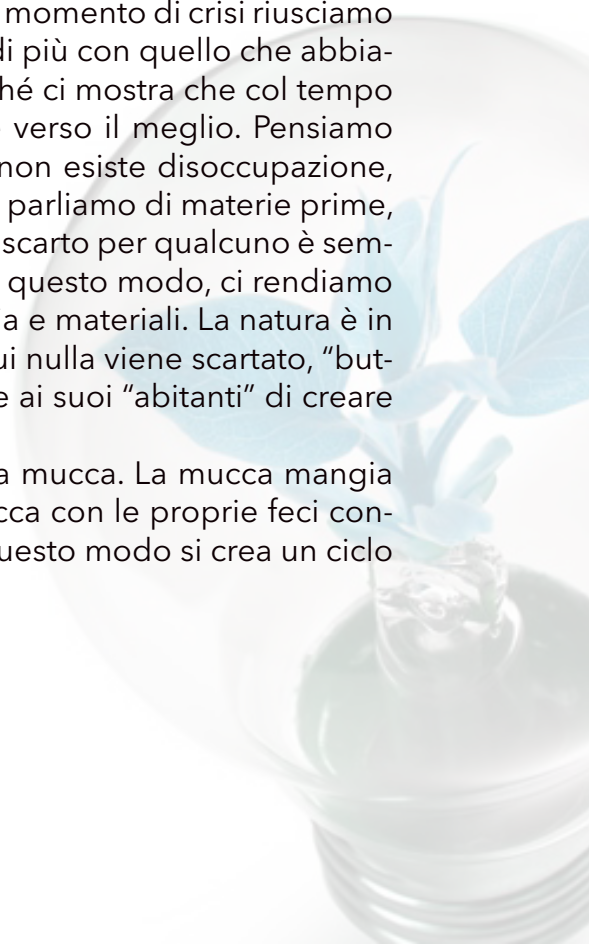 momento di crisi riusciamo
di più con quello che abbia-
ché ci mostra che col tempo
verso il meglio. Pensiamo
non esiste disoccupazione,
parliamo di materie prime,
scarto per qualcuno è sem-
questo modo, ci rendiamo
a e materiali. La natura è in
ui nulla viene scartato, “but-
e ai suoi “abitanti” di creare
a mucca. La mucca mangia
cca con le proprie feci con-
uesto modo si crea un ciclo